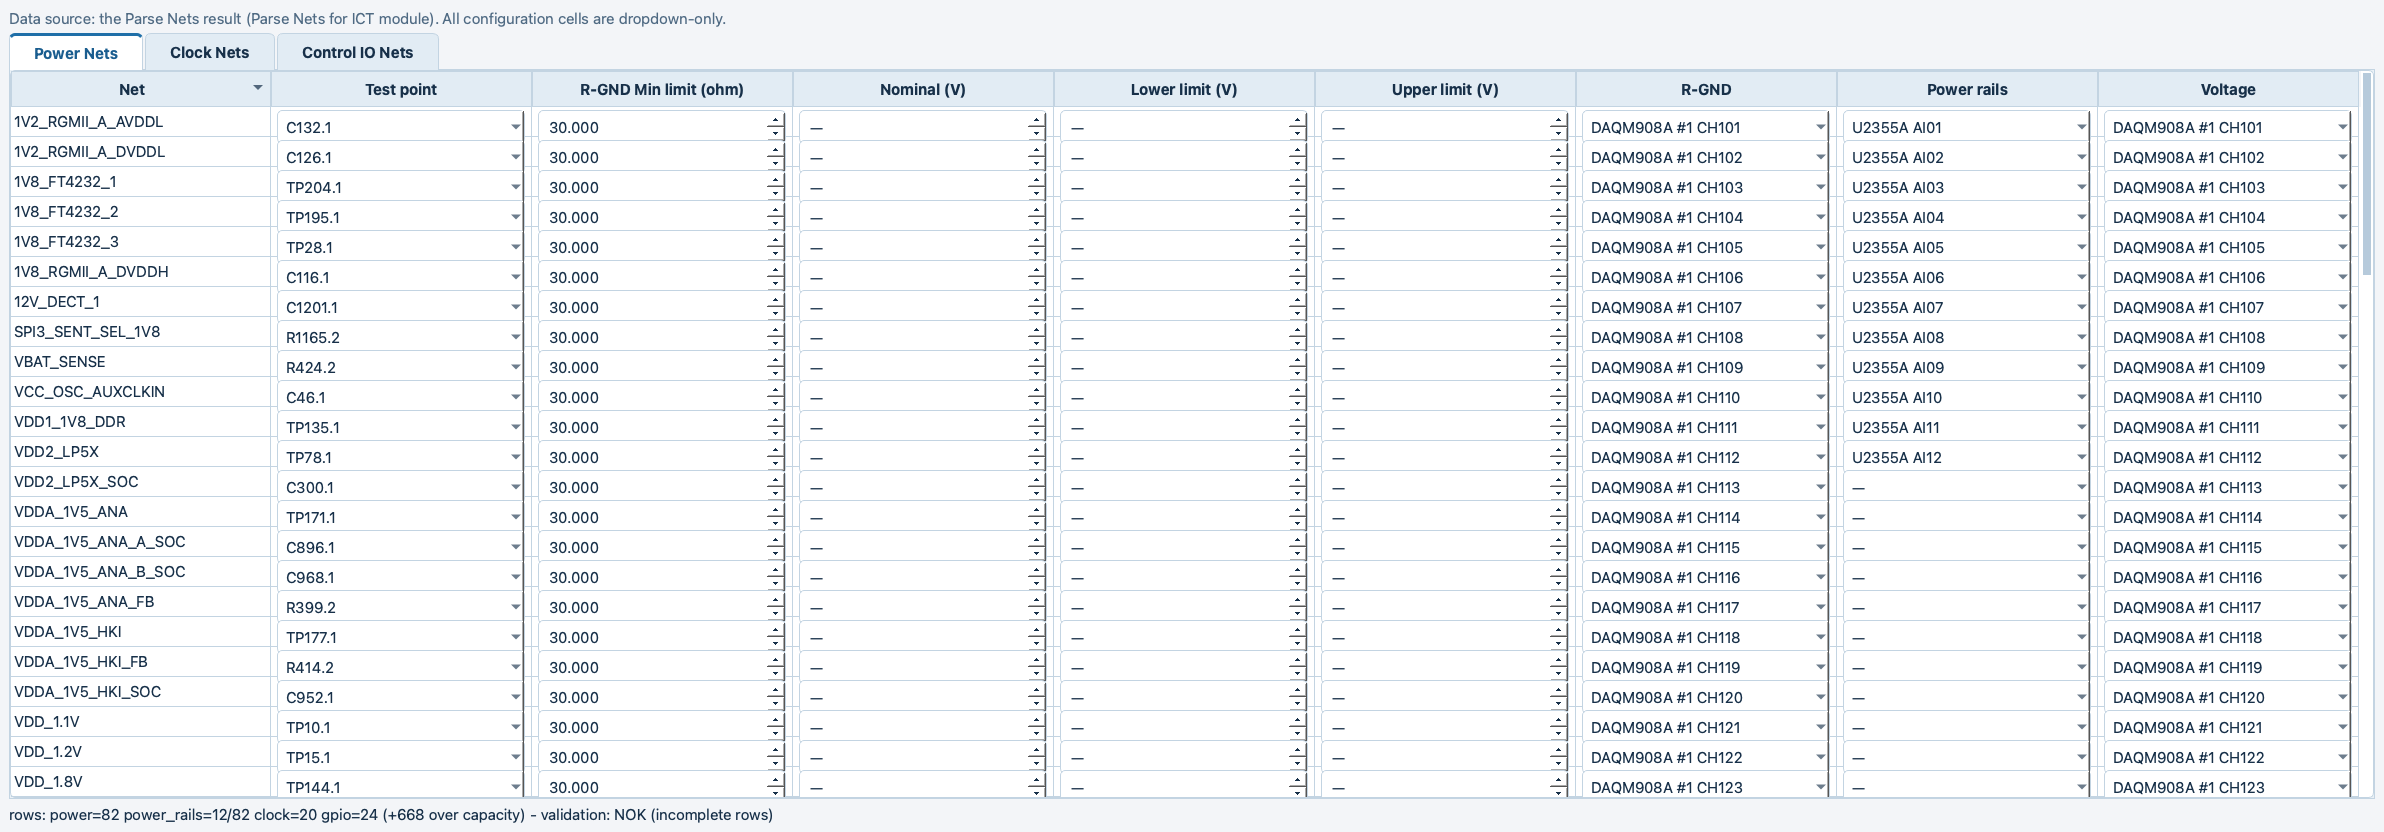 Data source: the Parse Nets result (Parse Nets for ICT module). All configuration cells are dropdown-only.
Power Nets Clock Nets Control IO Nets
Net Test point R-GND Min limit (ohm) Nominal (V) Lower limit (V) Upper limit (V) R-GND Power rails Voltage
1V2_RGMII_A_AVDDL C132.1 30.000 — — — DAQM908A #1 CH101 U2355A AI01 DAQM908A #1 CH101
1V2_RGMII_A_DVDDL C126.1 30.000 — — — DAQM908A #1 CH102 U2355A AI02 DAQM908A #1 CH102
1V8_FT4232_1 TP204.1 30.000 — — — DAQM908A #1 CH103 U2355A AI03 DAQM908A #1 CH103
1V8_FT4232_2 TP195.1 30.000 — — — DAQM908A #1 CH104 U2355A AI04 DAQM908A #1 CH104
1V8_FT4232_3 TP28.1 30.000 — — — DAQM908A #1 CH105 U2355A AI05 DAQM908A #1 CH105
1V8_RGMII_A_DVDDH C116.1 30.000 — — — DAQM908A #1 CH106 U2355A AI06 DAQM908A #1 CH106
12V_DECT_1 C1201.1 30.000 — — — DAQM908A #1 CH107 U2355A AI07 DAQM908A #1 CH107
SPI3_SENT_SEL_1V8 R1165.2 30.000 — — — DAQM908A #1 CH108 U2355A AI08 DAQM908A #1 CH108
VBAT_SENSE R424.2 30.000 — — — DAQM908A #1 CH109 U2355A AI09 DAQM908A #1 CH109
VCC_OSC_AUXCLKIN C46.1 30.000 — — — DAQM908A #1 CH110 U2355A AI10 DAQM908A #1 CH110
VDD1_1V8_DDR TP135.1 30.000 — — — DAQM908A #1 CH111 U2355A AI11 DAQM908A #1 CH111
VDD2_LP5X TP78.1 30.000 — — — DAQM908A #1 CH112 U2355A AI12 DAQM908A #1 CH112
VDD2_LP5X_SOC C300.1 30.000 — — — DAQM908A #1 CH113 — DAQM908A #1 CH113
VDDA_1V5_ANA TP171.1 30.000 — — — DAQM908A #1 CH114 — DAQM908A #1 CH114
VDDA_1V5_ANA_A_SOC C896.1 30.000 — — — DAQM908A #1 CH115 — DAQM908A #1 CH115
VDDA_1V5_ANA_B_SOC C968.1 30.000 — — — DAQM908A #1 CH116 — DAQM908A #1 CH116
VDDA_1V5_ANA_FB R399.2 30.000 — — — DAQM908A #1 CH117 — DAQM908A #1 CH117
VDDA_1V5_HKI TP177.1 30.000 — — — DAQM908A #1 CH118 — DAQM908A #1 CH118
VDDA_1V5_HKI_FB R414.2 30.000 — — — DAQM908A #1 CH119 — DAQM908A #1 CH119
VDDA_1V5_HKI_SOC C952.1 30.000 — — — DAQM908A #1 CH120 — DAQM908A #1 CH120
VDD_1.1V TP10.1 30.000 — — — DAQM908A #1 CH121 — DAQM908A #1 CH121
VDD_1.2V TP15.1 30.000 — — — DAQM908A #1 CH122 — DAQM908A #1 CH122
VDD_1.8V TP144.1 30.000 — — — DAQM908A #1 CH123 — DAQM908A #1 CH123
rows: power=82 power_rails=12/82 clock=20 gpio=24 (+668 over capacity) - validation: NOK (incomplete rows)